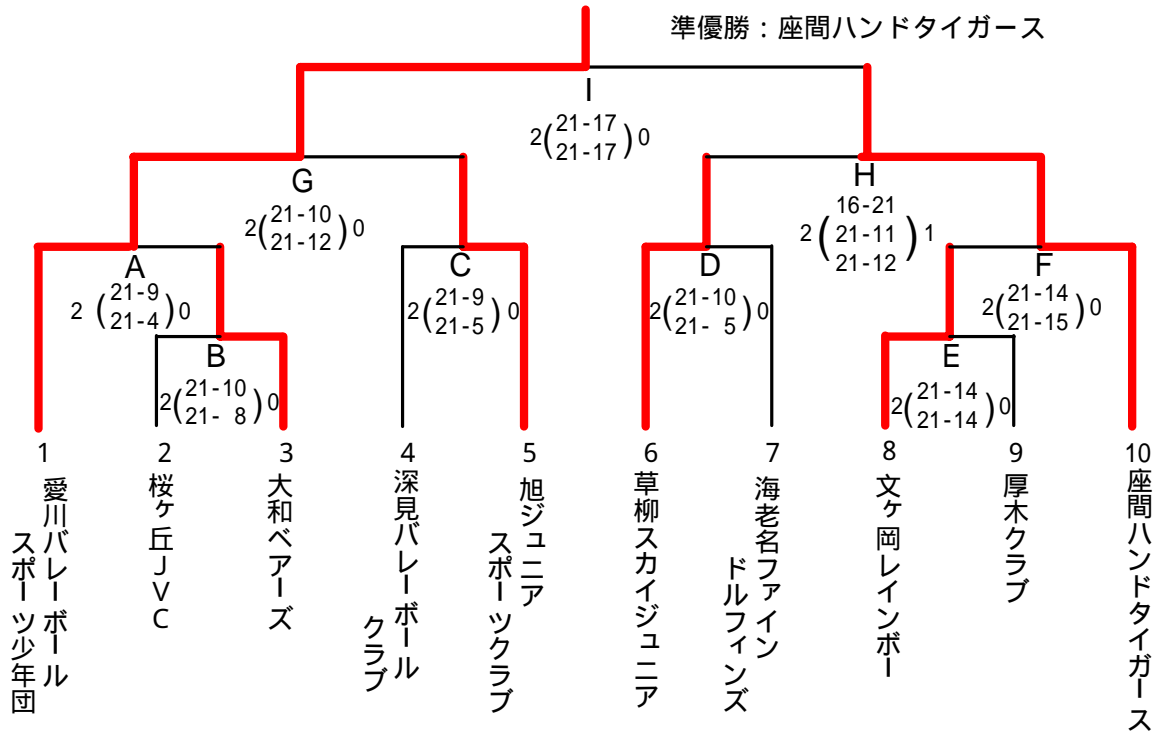 準優勝：座間ハンドタイガース
I
2(21-17
21-17)0
G
2(21-10
21-12)0
H
2(16-21
21-11
21-12)1
A
2(21-9
21-4)0
C
2(21-9
21-5)0
D
2(21-10
21- 5)0
F
2(21-14
21-15)0
B
2(21-10
21- 8)0
E
2(21-14
21-14)0
1
愛川バレーボール
スポーツ少年団
2
桜ヶ丘JVC
3
大和ベアーズ
4
深見バレーボール
クラブ
5
旭ジュニア
スポーツクラブ
6
草柳スカイジュニア
7
海老名ファイン
ドルフィンズ
8
文ヶ岡レインボー
9
厚木クラブ
10
座間ハンドタイガース